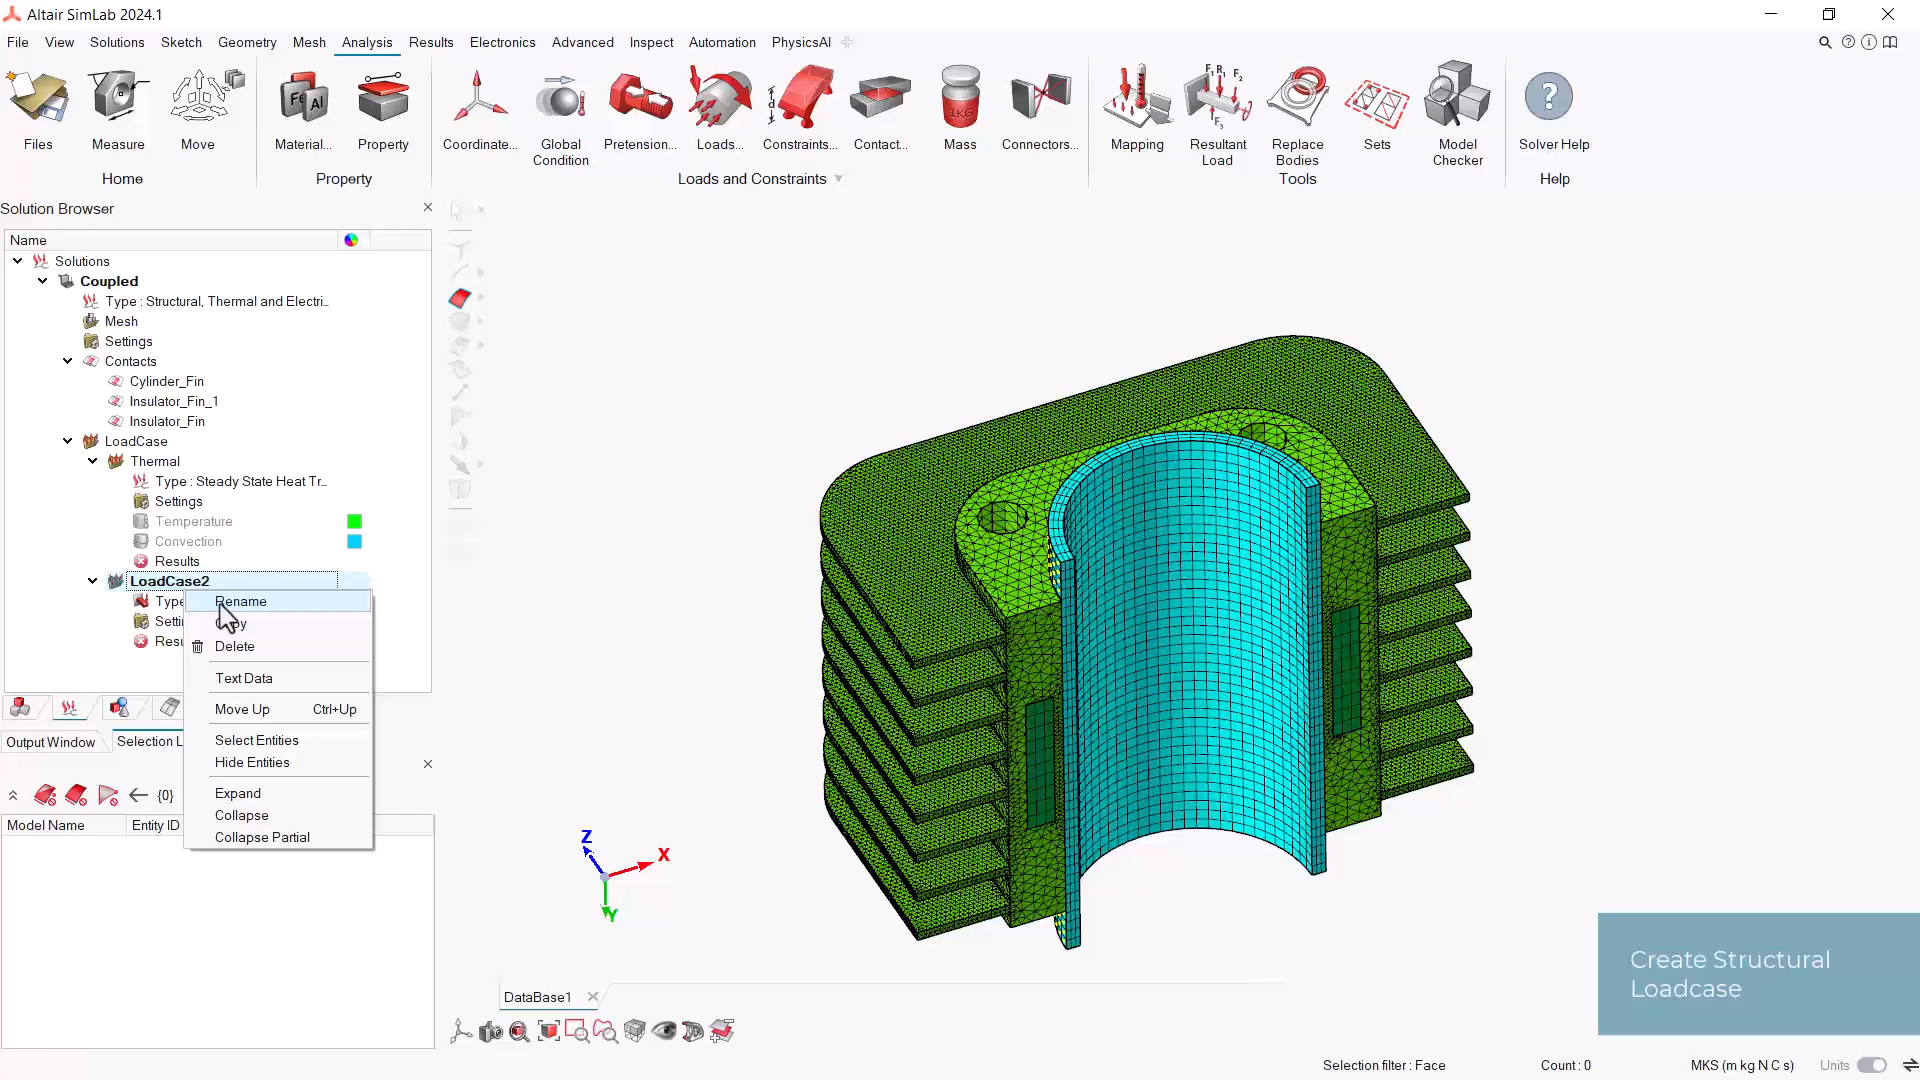 Altair SimLab 2024.1
File View Solutions Sketch Geometry Mesh Analysis Results Electronics Advanced Inspect Automation PhysicsAI
Files Measure Move Material... Property Coordinate... Global Condition Pretension... Loads... Constraints... Contact... Mass Connectors... Mapping Resultant Load Replace Bodies Sets Model Checker Solver Help
Home Property Loads and Constraints Tools Help
Solution Browser
Name
Solutions
Coupled
Type : Structural, Thermal and Electri...
Mesh
Settings
Contacts
Cylinder_Fin
Insulator_Fin_1
Insulator_Fin
LoadCase
Thermal
Type : Steady State Heat Tr...
Settings
Temperature
Convection
Results
LoadCase2
Type
Rename
Setti
Copy
Resu
Delete
Text Data
Move Up Ctrl+Up
Select Entities
Hide Entities
Expand
Collapse
Collapse Partial
Output Window Selection L
{0}
Model Name Entity ID
Z
X
Y
DataBase1
Create Structural
Loadcase
Selection filter : Face Count : 0 MKS (m kg N C s) Units